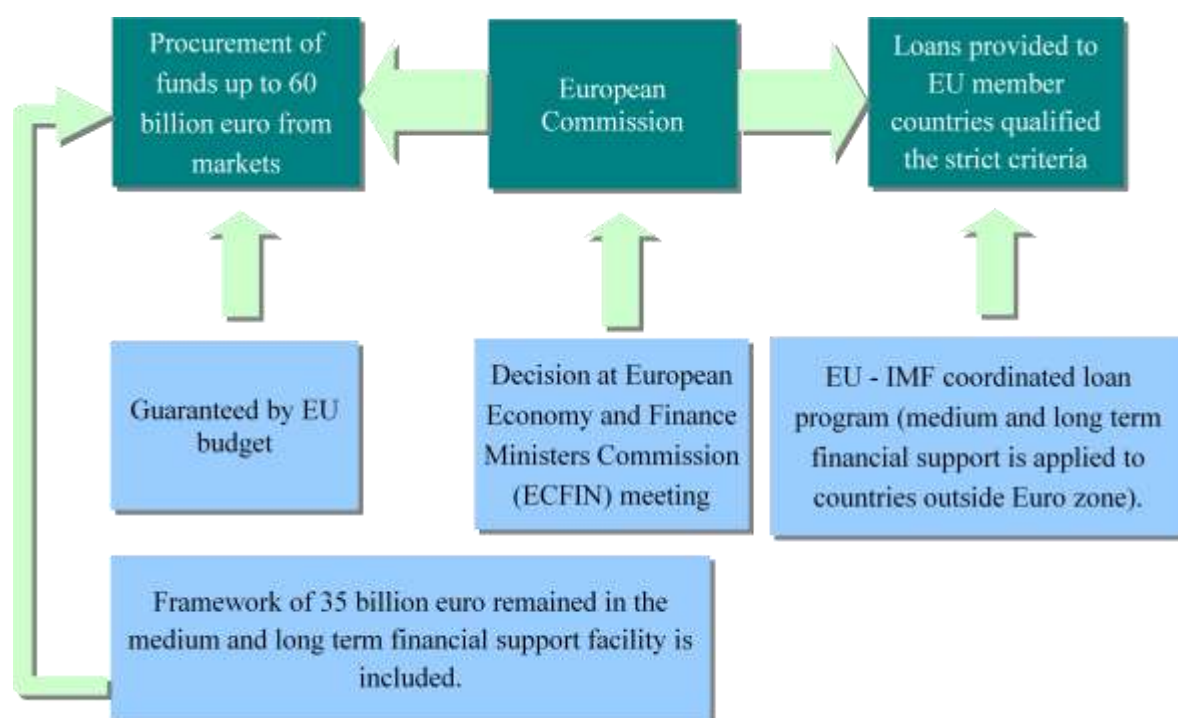 Procurement of
funds up to 60
billion euro from
markets
European
Commission
Loans provided to
EU member
countries qualified
the strict criteria
Guaranteed by EU
budget
Decision at European
Economy and Finance
Ministers Commission
(ECFIN) meeting
EU - IMF coordinated loan
program (medium and long term
financial support is applied to
countries outside Euro zone).
Framework of 35 billion euro remained in the
medium and long term financial support facility is
included.